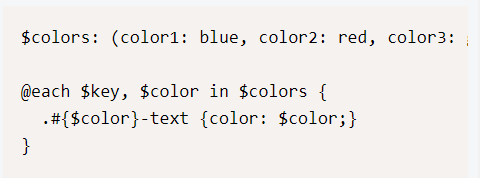 $colors: (color1: blue, color2: red, color3:
@each $key, $color in $colors {
  .#{$color}-text {color: $color;}
}